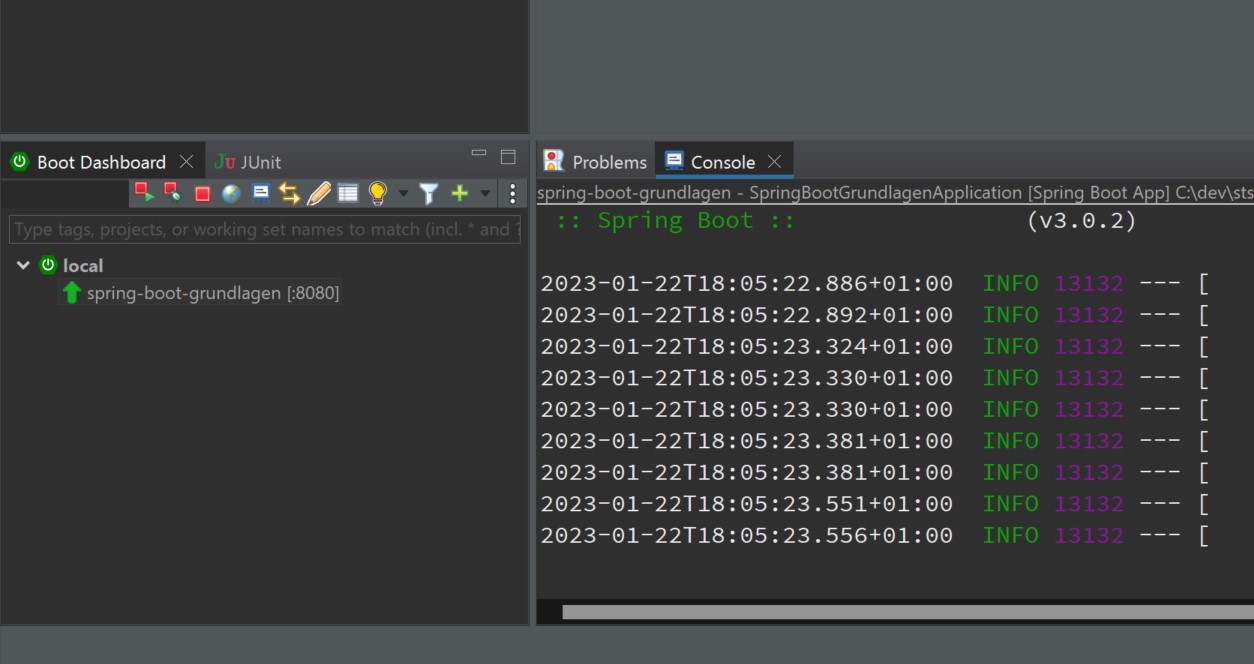 Boot Dashboard
JUnit
Type tags, projects, or working set names to match (incl. * and ?
local
spring-boot-grundlagen [:8080]
Problems
Console
spring-boot-grundlagen - SpringBootGrundlagenApplication [Spring Boot App] C:\dev\sts
:: Spring Boot :: (v3.0.2)
2023-01-22T18:05:22.886+01:00 INFO 13132 --- [
2023-01-22T18:05:22.892+01:00 INFO 13132 --- [
2023-01-22T18:05:23.324+01:00 INFO 13132 --- [
2023-01-22T18:05:23.330+01:00 INFO 13132 --- [
2023-01-22T18:05:23.330+01:00 INFO 13132 --- [
2023-01-22T18:05:23.381+01:00 INFO 13132 --- [
2023-01-22T18:05:23.381+01:00 INFO 13132 --- [
2023-01-22T18:05:23.551+01:00 INFO 13132 --- [
2023-01-22T18:05:23.556+01:00 INFO 13132 --- [